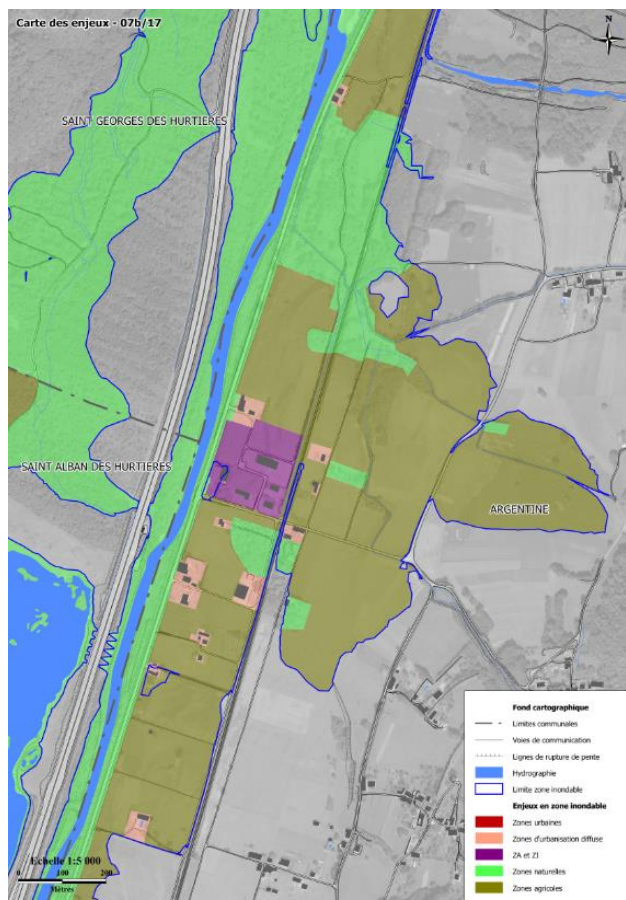 Carte des enjeux - 07b/17
N
SAINT GEORGES DES HURTIERES
SAINT ALBAN DES HURTIERES
ARGENTINE
Fond cartographique
Limites communales
Voies de communication
Lignes de rupture de pente
Hydrographie
Limite zone inondable
Enjeux en zone inondable
Zones urbaines
Zones d'urbanisation diffuse
ZA et ZI
Zones naturelles
Zones agricoles
Echelle 1:5 000
0 100 200
Mètres